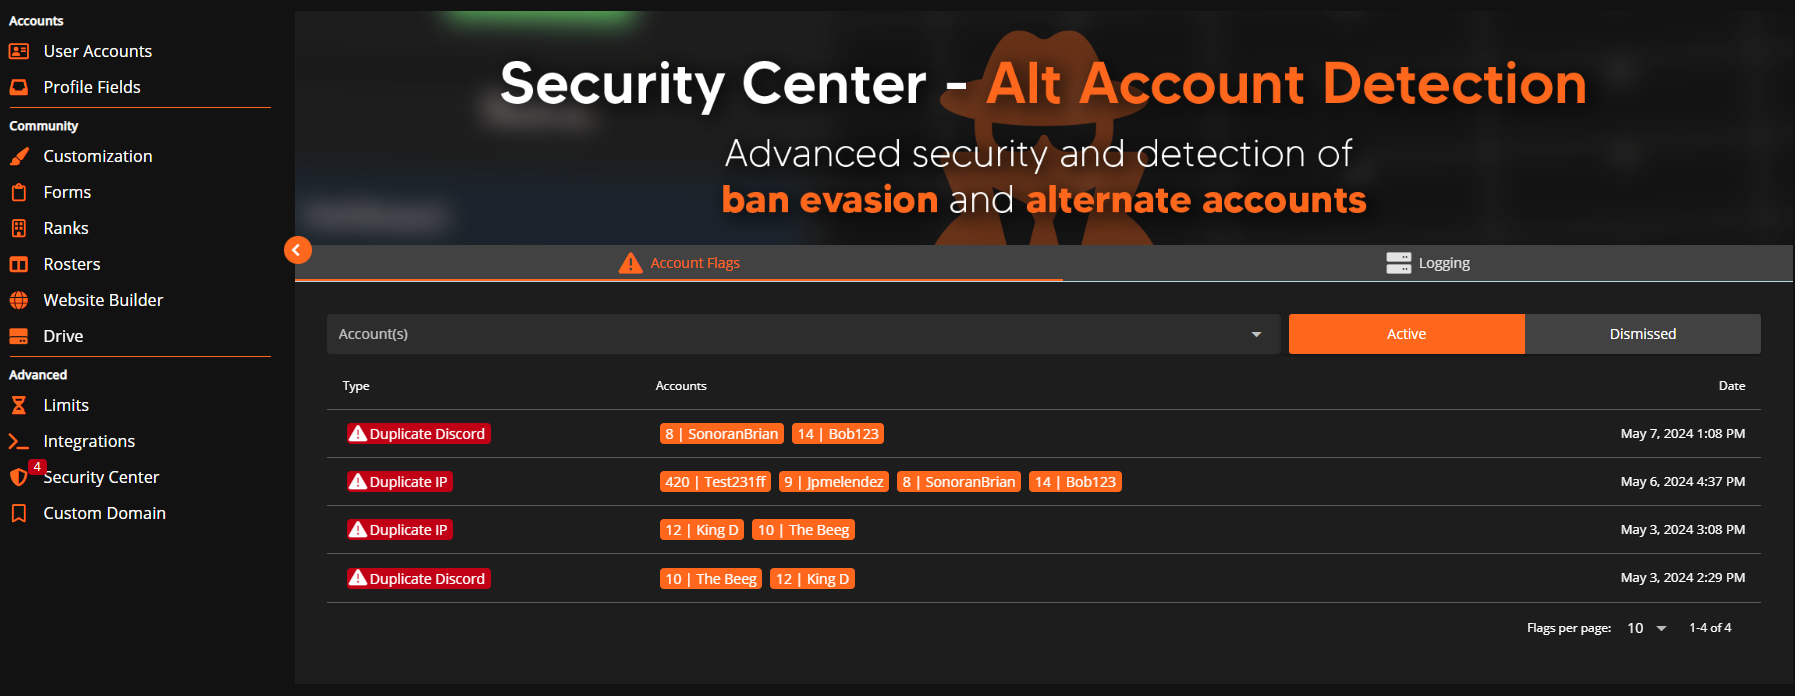 Accounts
User Accounts
Profile Fields
Community
Customization
Forms
Ranks
Rosters
Website Builder
Drive
Advanced
Limits
Integrations
4
Security Center
Custom Domain
Security Center - Alt Account Detection
Advanced security and detection of
ban evasion and alternate accounts
Account Flags Logging
Account(s) Active Dismissed
Type Accounts Date
Duplicate Discord 8 | SonoranBrian 14 | Bob123 May 7, 2024 1:08 PM
Duplicate IP 420 | Test231ff 9 | Jpmelendez 8 | SonoranBrian 14 | Bob123 May 6, 2024 4:37 PM
Duplicate IP 12 | King D 10 | The Beeg May 3, 2024 3:08 PM
Duplicate Discord 10 | The Beeg 12 | King D May 3, 2024 2:29 PM
Flags per page: 10 1-4 of 4